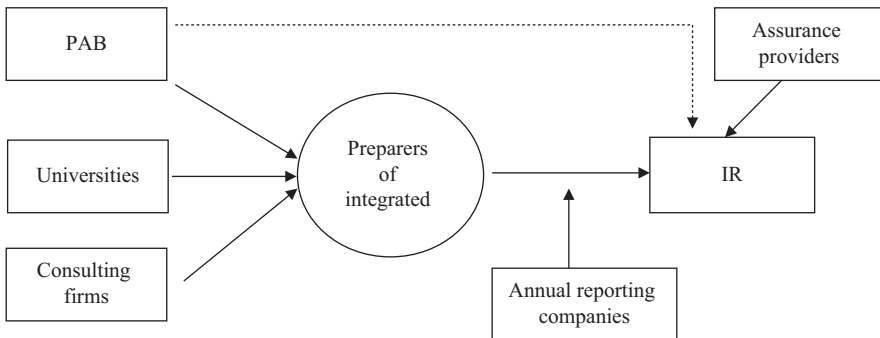 PAB
Assurance
providers
Universities
Preparers
of
integrated
IR
Consulting
firms
Annual reporting
companies